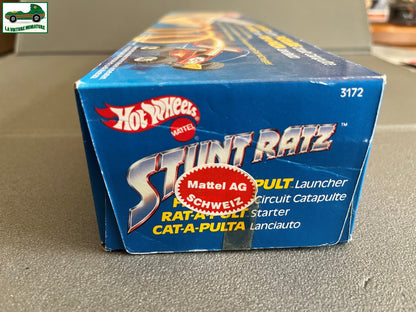 LA VOITURE MINIATURE
3172
Hot Wheels
MATTEL
STUNT RATZ™
PULT Launcher
Circuit Catapulte
RAT-A-PULT Starter
CAT-A-PULTA Lanciauto
Mattel AG
SCHWEIZ